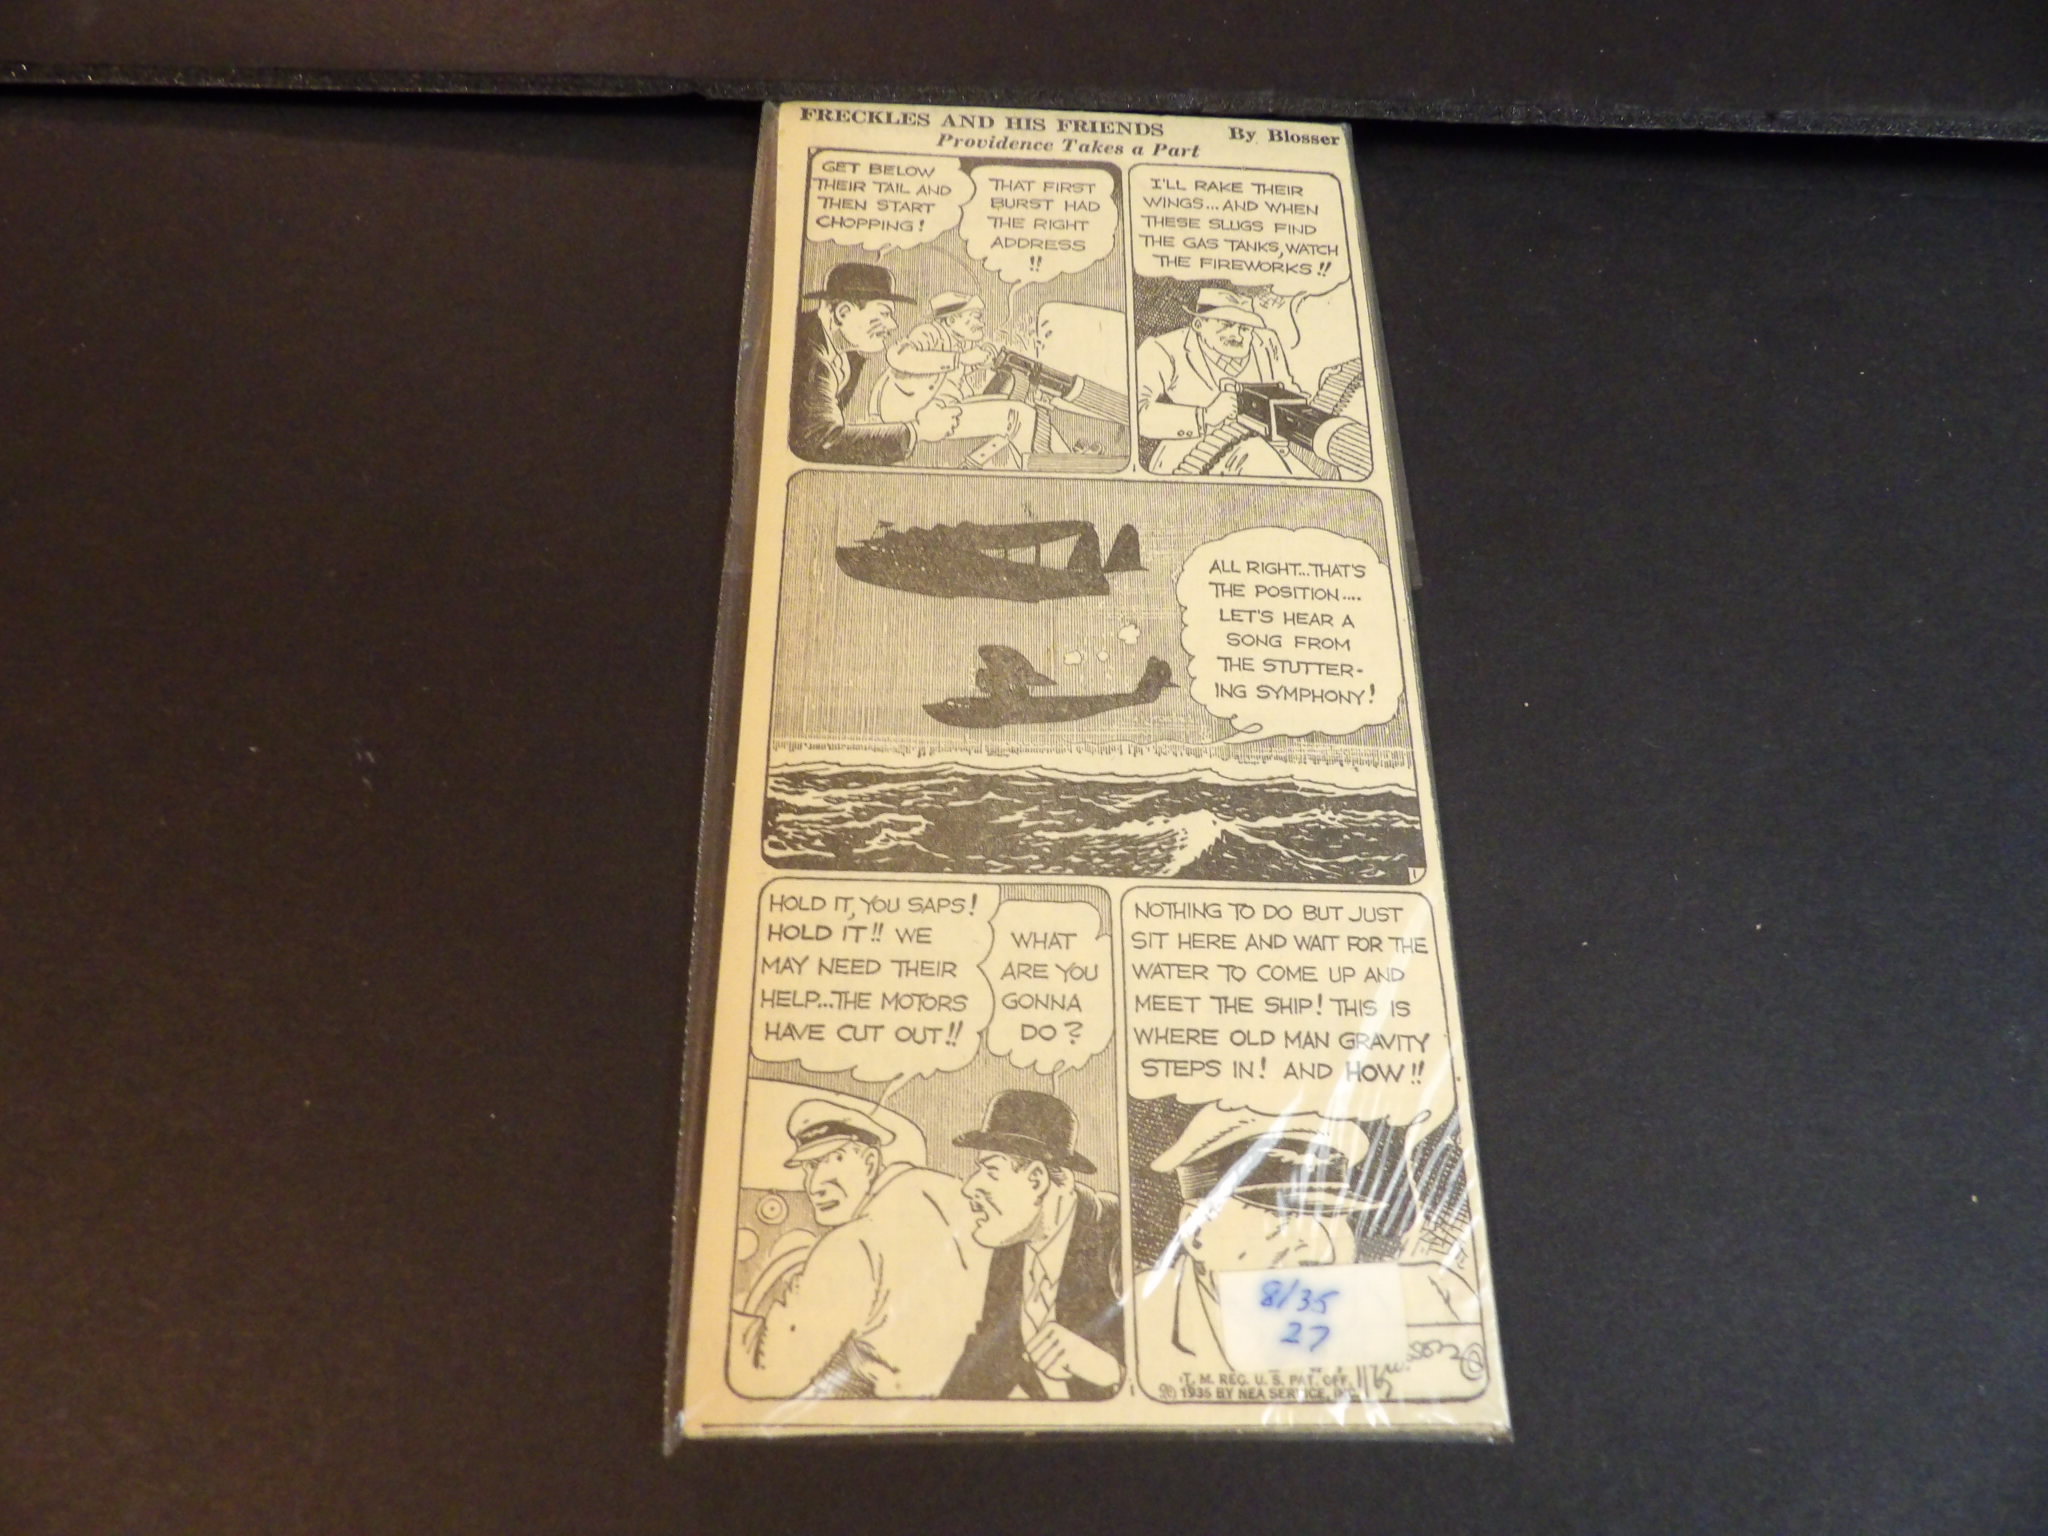 FRECKLES AND HIS FRIENDS By Blosser
Providence Takes a Part
GET BELOW
THEIR TAIL AND
THEN START
CHOPPING!
THAT FIRST
BURST HAD
THE RIGHT
ADDRESS
!!
I'LL RAKE THEIR
WINGS...AND WHEN
THESE SLUGS FIND
THE GAS TANKS, WATCH
THE FIREWORKS!!
ALL RIGHT...THAT'S
THE POSITION....
LET'S HEAR A
SONG FROM
THE STUTTER-
ING SYMPHONY!
1
HOLD IT, YOU SAPS!
HOLD IT!! WE
MAY NEED THEIR
HELP...THE MOTORS
HAVE CUT OUT!!
WHAT
ARE YOU
GONNA
DO?
NOTHING TO DO BUT JUST
SIT HERE AND WAIT FOR THE
WATER TO COME UP AND
MEET THE SHIP! THIS IS
WHERE OLD MAN GRAVITY
STEPS IN! AND HOW!!
8/35
27
T. M. REG. U. S. PAT. OFF.
© 1935 BY NEA SERVICE, INC.